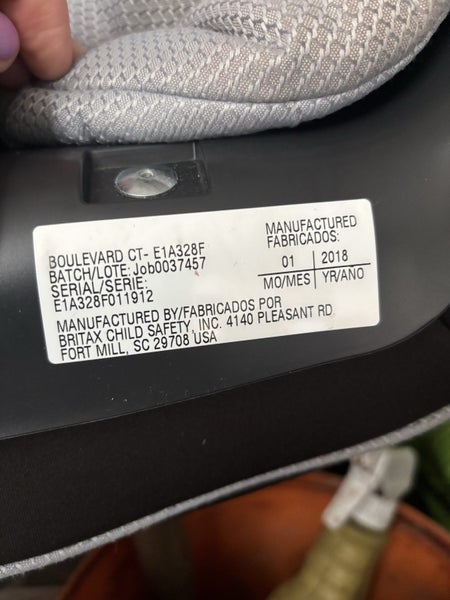 BOULEVARD CT- E1A328F
BATCH/LOTE: Job0037457
SERIAL/SERIE:
E1A328F011912
MANUFACTURED
FABRICADOS:
01 2018
MO/MES YR/ANO
MANUFACTURED BY/FABRICADOS POR
BRITAX CHILD SAFETY, INC. 4140 PLEASANT RD
FORT MILL, SC 29708 USA